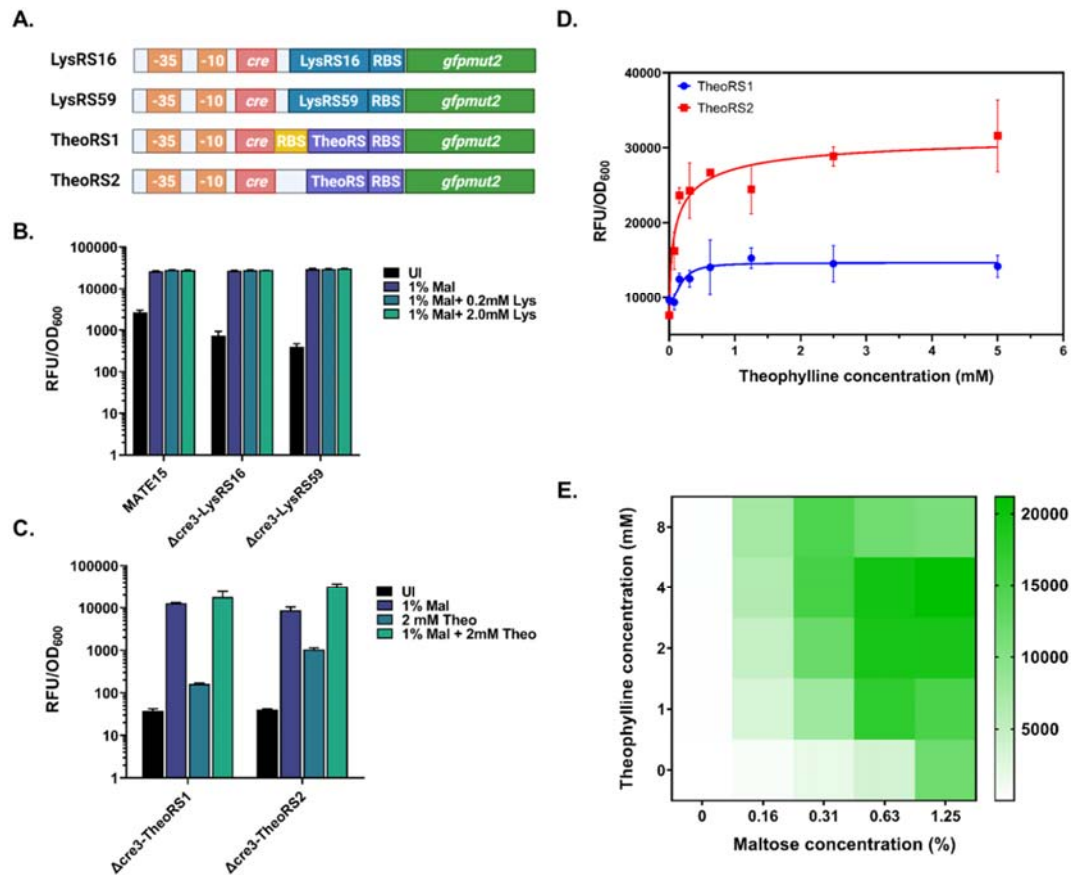 A.
LysRS16 -35 -10 cre LysRS16 RBS gfpmut2
LysRS59 -35 -10 cre LysRS59 RBS gfpmut2
TheoRS1 -35 -10 cre RBS TheoRS RBS gfpmut2
TheoRS2 -35 -10 cre TheoRS RBS gfpmut2
B.
RFU/OD600
100000
10000
1000
100
10
1
UI
1% Mal
1% Mal+ 0.2mM Lys
1% Mal+ 2.0mM Lys
MATE15
Δcre3-LysRS16
Δcre3-LysRS59
C.
RFU/OD600
100000
10000
1000
100
10
1
UI
1% Mal
2 mM Theo
1% Mal + 2mM Theo
Δcre3-TheoRS1
Δcre3-TheoRS2
D.
RFU/OD600
40000
30000
20000
10000
TheoRS1
TheoRS2
0 1 2 3 4 5 6
Theophylline concentration (mM)
E.
Theophylline concentration (mM)
8
4
2
1
0
0 0.16 0.31 0.63 1.25
Maltose concentration (%)
20000
15000
10000
5000